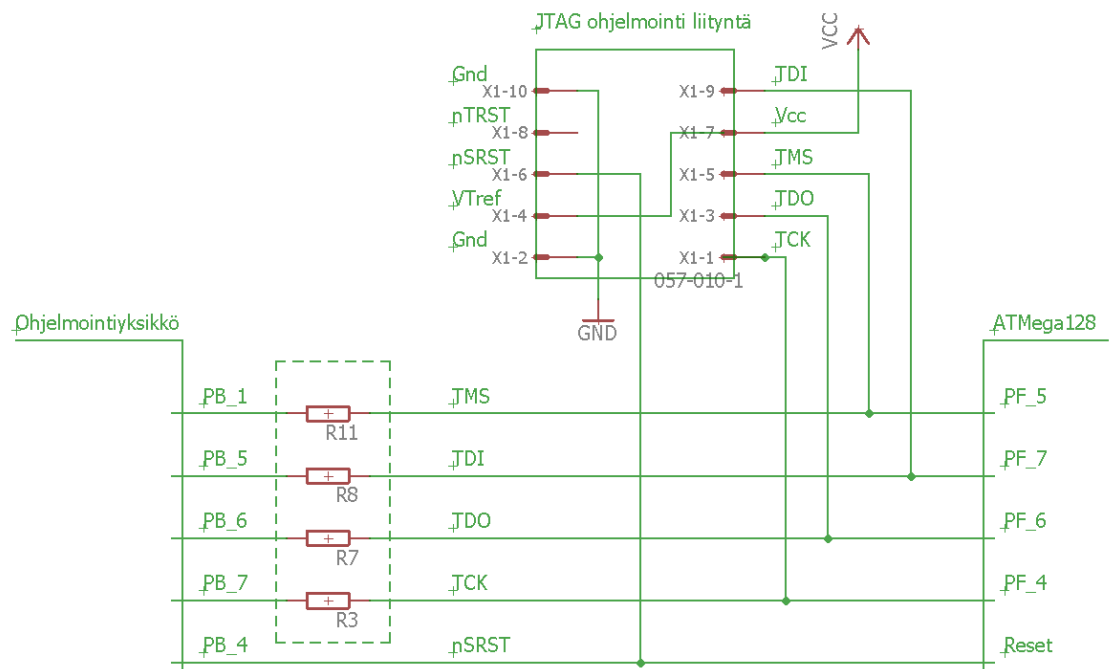 JTAG ohjelmointi liityntä
VCC
Gnd
X1-10
X1-9
TDI
nTRST
X1-8
X1-7
Vcc
nSRST
X1-6
X1-5
TMS
VTref
X1-4
X1-3
TDO
Gnd
X1-2
X1-1
TCK
057-010-1
GND
Ohjelmointiyksikkö
ATMega128
PB_1
R11
TMS
PF_5
PB_5
R8
TDI
PF_7
PB_6
R7
TDO
PF_6
PB_7
R3
TCK
PF_4
PB_4
nSRST
Reset